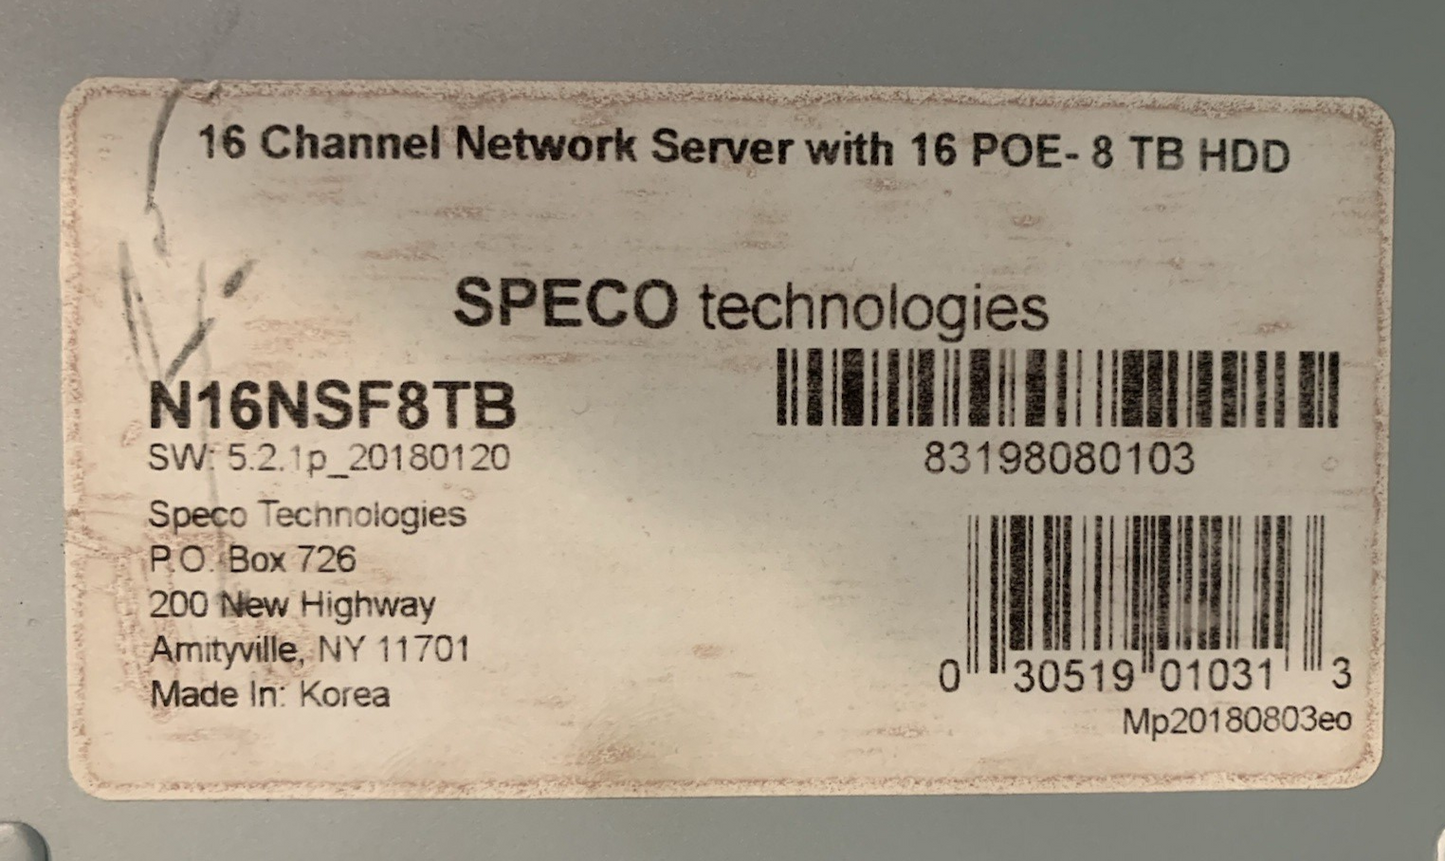 16 Channel Network Server with 16 POE- 8 TB HDD
SPECO technologies
N16NSF8TB
SW: 5.2.1p_20180120
83198080103
Speco Technologies
P.O. Box 726
200 New Highway
Amityville, NY 11701
Made In: Korea
0 30519 01031 3
Mp20180803eo